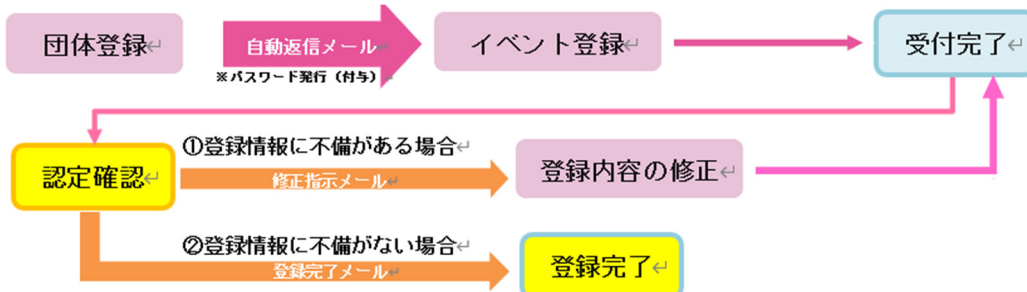 団体登録
自動返信メール
※パスワード発行（付与）
イベント登録
受付完了
認定確認
①登録情報に不備がある場合
修正指示メール
登録内容の修正
②登録情報に不備がない場合
登録完了メール
登録完了